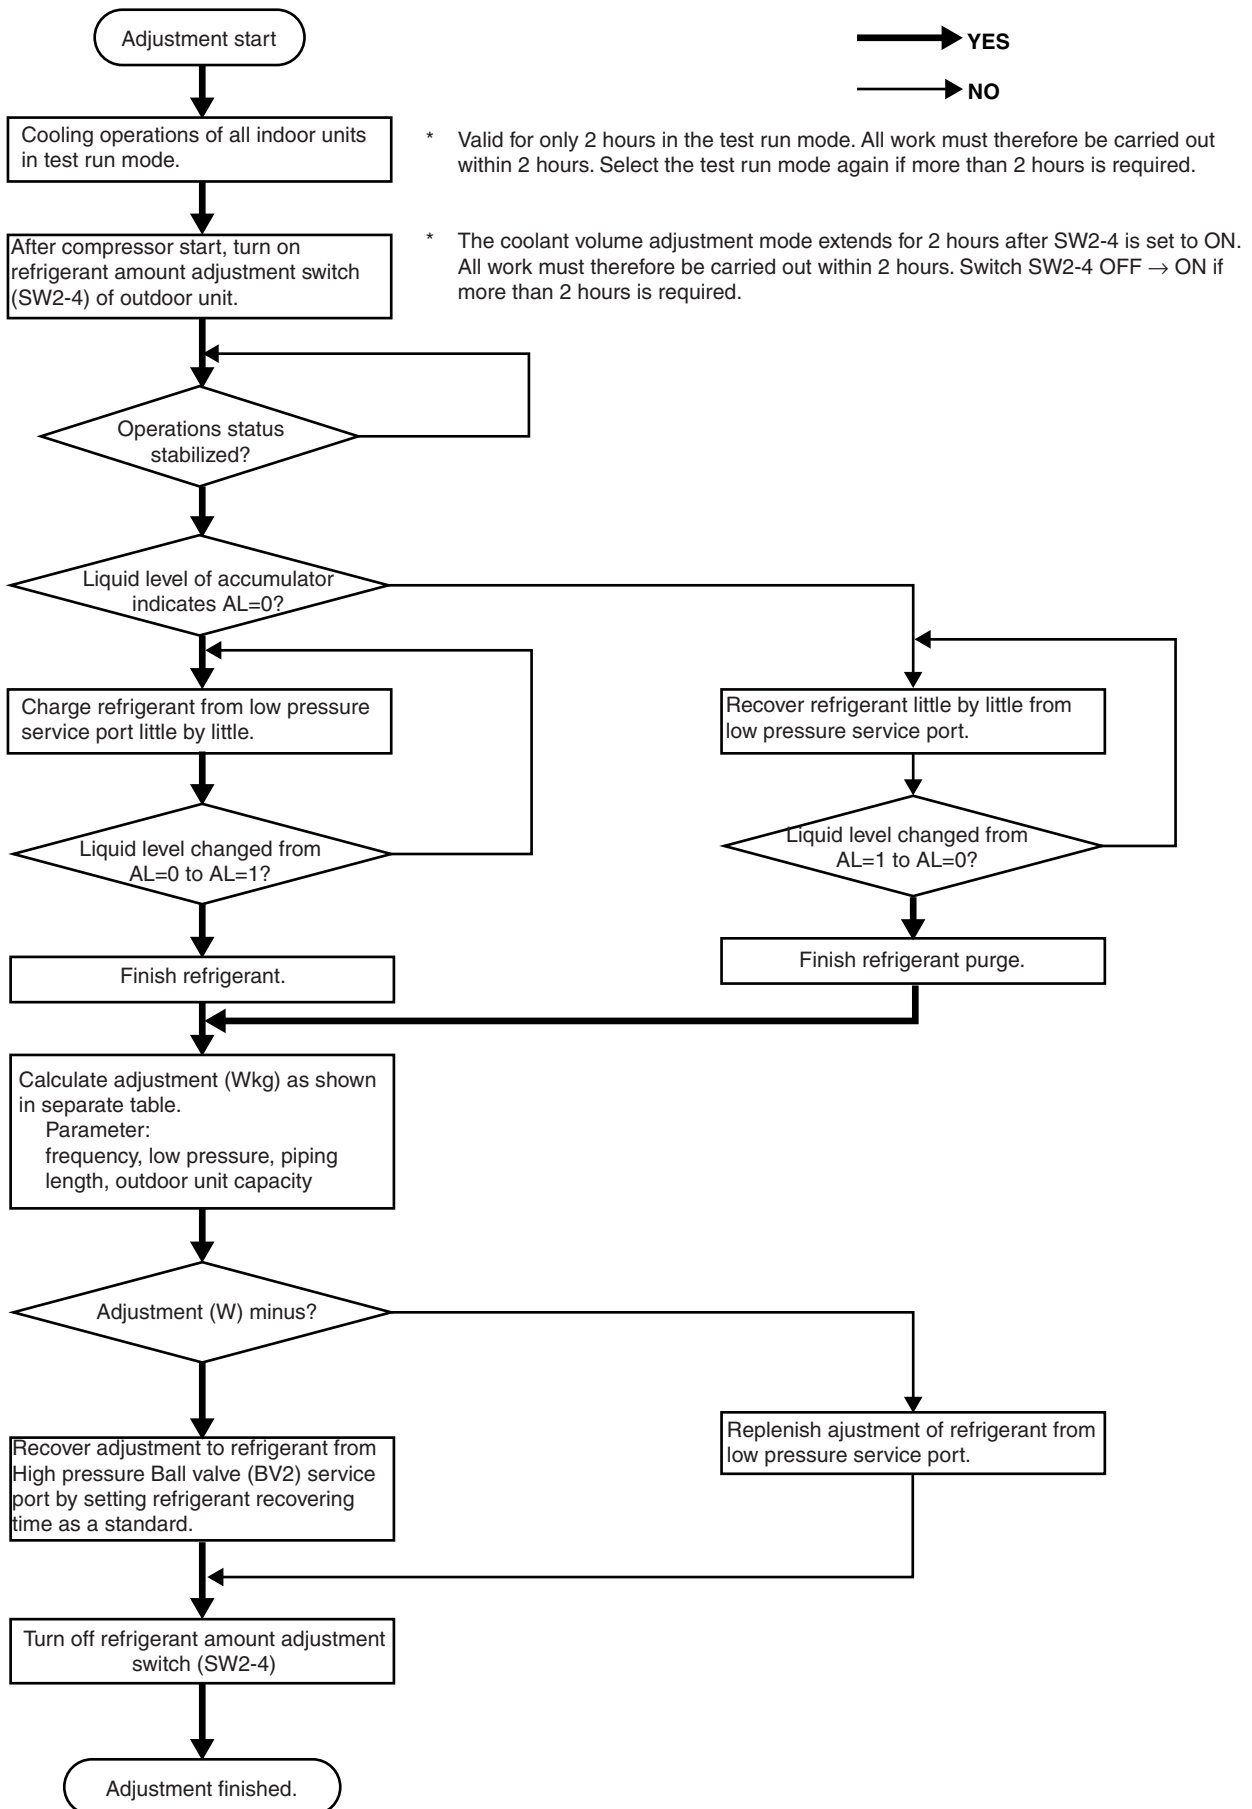 Adjustment start
YES
NO
Cooling operations of all indoor units
in test run mode.
* Valid for only 2 hours in the test run mode. All work must therefore be carried out
within 2 hours. Select the test run mode again if more than 2 hours is required.
After compressor start, turn on
refrigerant amount adjustment switch
(SW2-4) of outdoor unit.
* The coolant volume adjustment mode extends for 2 hours after SW2-4 is set to ON.
All work must therefore be carried out within 2 hours. Switch SW2-4 OFF → ON if
more than 2 hours is required.
Operations status
stabilized?
Liquid level of accumulator
indicates AL=0?
Charge refrigerant from low pressure
service port little by little.
Recover refrigerant little by little from
low pressure service port.
Liquid level changed from
AL=0 to AL=1?
Liquid level changed from
AL=1 to AL=0?
Finish refrigerant.
Finish refrigerant purge.
Calculate adjustment (Wkg) as shown
in separate table.
Parameter:
frequency, low pressure, piping
length, outdoor unit capacity
Adjustment (W) minus?
Recover adjustment to refrigerant from
High pressure Ball valve (BV2) service
port by setting refrigerant recovering
time as a standard.
Replenish ajustment of refrigerant from
low pressure service port.
Turn off refrigerant amount adjustment
switch (SW2-4)
Adjustment finished.